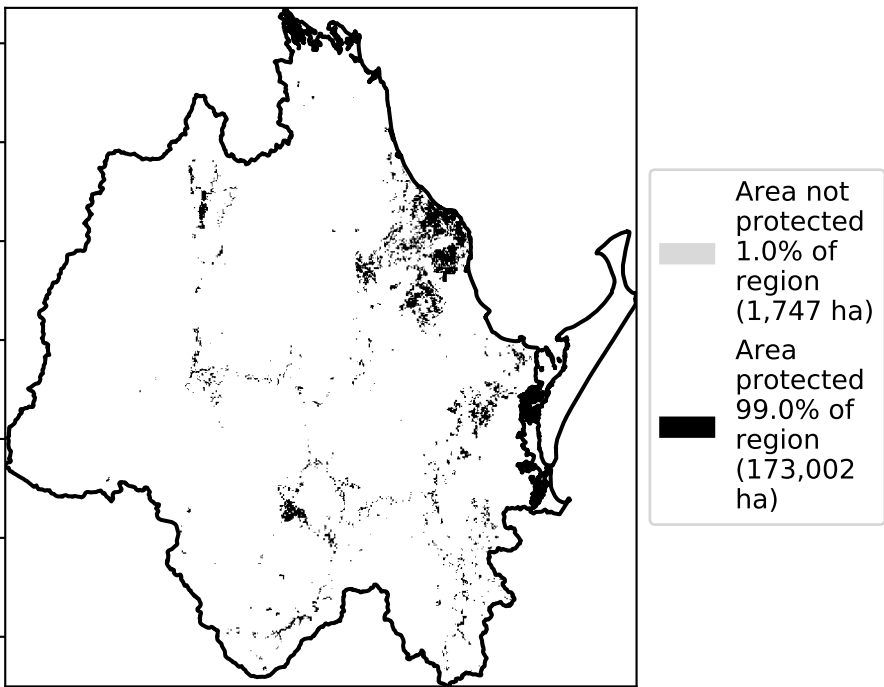 Area not
protected
1.0% of
region
(1,747 ha)
Area
protected
99.0% of
region
(173,002
ha)